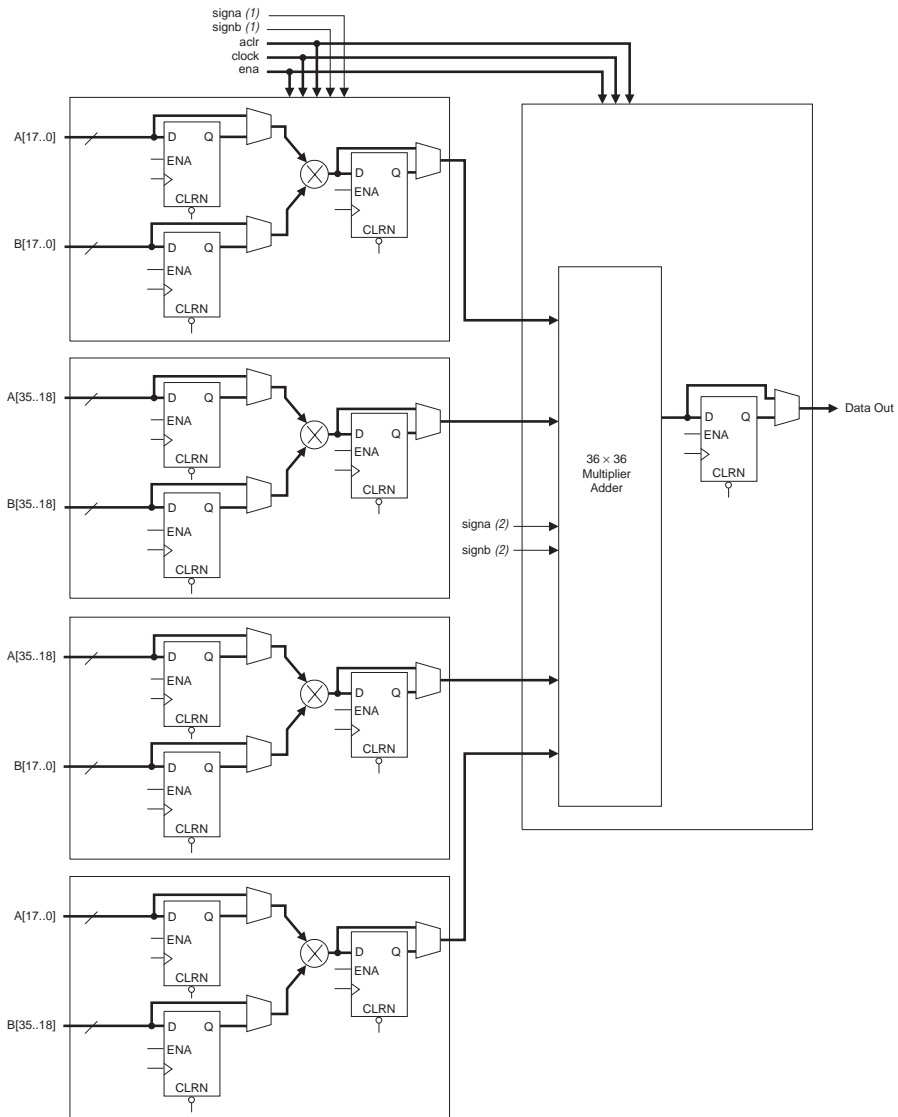 signa (1)
signb (1)
aclr
clock
ena
A[17..0]
D Q
ENA
CLRN
D Q
ENA
CLRN
B[17..0]
D Q
ENA
CLRN
A[35..18]
D Q
ENA
CLRN
D Q
ENA
CLRN
B[35..18]
D Q
ENA
CLRN
36 × 36
Multiplier
Adder
D Q
ENA
CLRN
Data Out
signa (2)
signb (2)
A[35..18]
D Q
ENA
CLRN
D Q
ENA
CLRN
B[17..0]
D Q
ENA
CLRN
A[17..0]
D Q
ENA
CLRN
D Q
ENA
CLRN
B[35..18]
D Q
ENA
CLRN